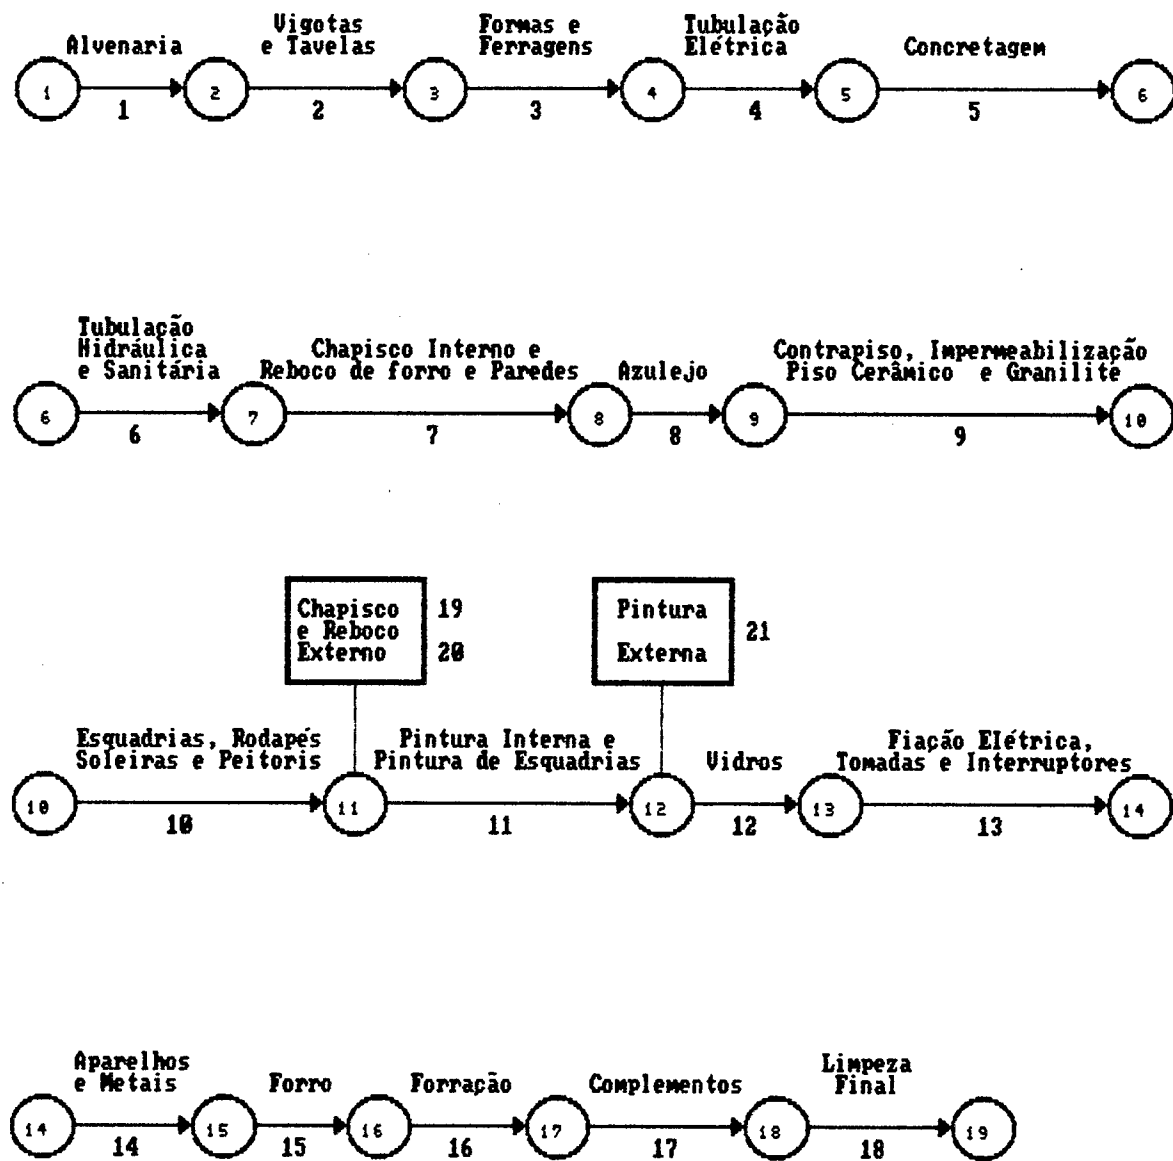 Alvenaria
Vigotas
e Tavelas
Formas e
Ferragens
Tubulação
Elétrica
Concretagem
1
2
3
4
5
6
1
2
3
4
5
Tubulação
Hidráulica
e Sanitária
Chapisco Interno e
Reboco de forro e Paredes
Azulejo
Contrapiso, Impermeabilização
Piso Cerâmico e Granilite
6
7
8
9
10
6
7
8
9
Chapisco
e Reboco
Externo
19
20
Pintura
Externa
21
Esquadrias, Rodapés
Soleiras e Peitoris
Pintura Interna e
Pintura de Esquadrias
Vidros
Fiação Elétrica,
Tomadas e Interruptores
10
11
12
13
14
10
11
12
13
Aparelhos
e Metais
Forro
Forração
Complementos
Limpeza
Final
14
15
16
17
18
19
14
15
16
17
18